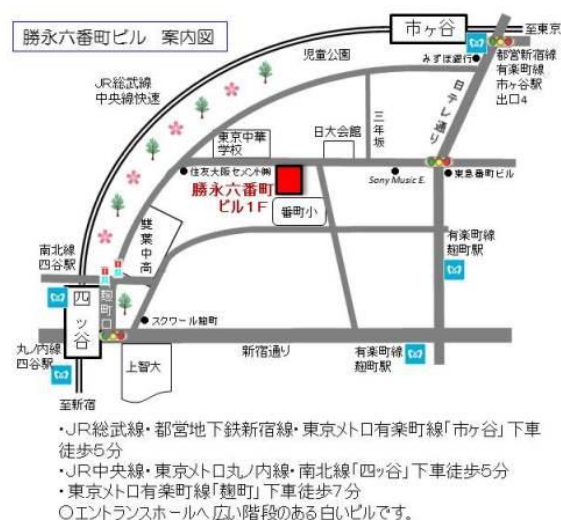 勝永六番町ビル 案内図
市ヶ谷
至東京
児童公園
みずほ銀行
都営新宿線
有楽町線
市ヶ谷駅
出口4
JR総武線
中央線快速
日テレ通り
三年坂
東京中華
学校
日大会館
住友大阪セメント㈱
Sony Music E.
東急番町ビル
勝永六番町
ビル1F
番町小
雙葉中高
南北線
四谷駅
有楽町線
麹町駅
四ッ谷
麹町口
スクワール麹町
丸ノ内線
四谷駅
上智大
新宿通り
有楽町線
麹町駅
至新宿
・JR総武線・都営地下鉄新宿線・東京メトロ有楽町線「市ヶ谷」下車
徒歩5分
・JR中央線・東京メトロ丸ノ内線・南北線「四ッ谷」下車徒歩5分
・東京メトロ有楽町線「麹町」下車徒歩7分
○エントランスホールへ広い階段のある白いビルです。